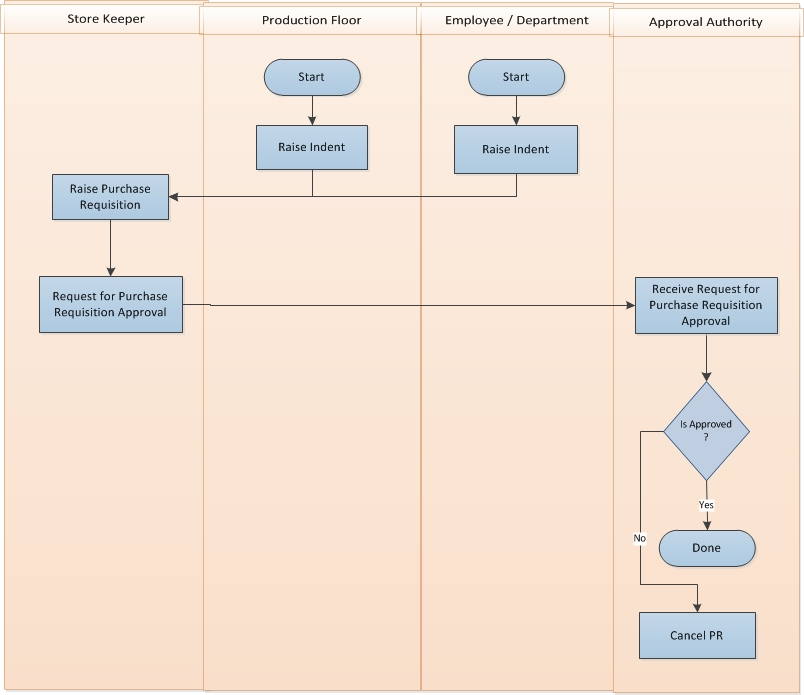 Store Keeper
Production Floor
Employee / Department
Approval Authority
Start
Start
Raise Indent
Raise Indent
Raise Purchase
Requisition
Request for Purchase
Requisition Approval
Receive Request for
Purchase Requisition
Approval
Is Approved
?
Yes
No
Done
Cancel PR